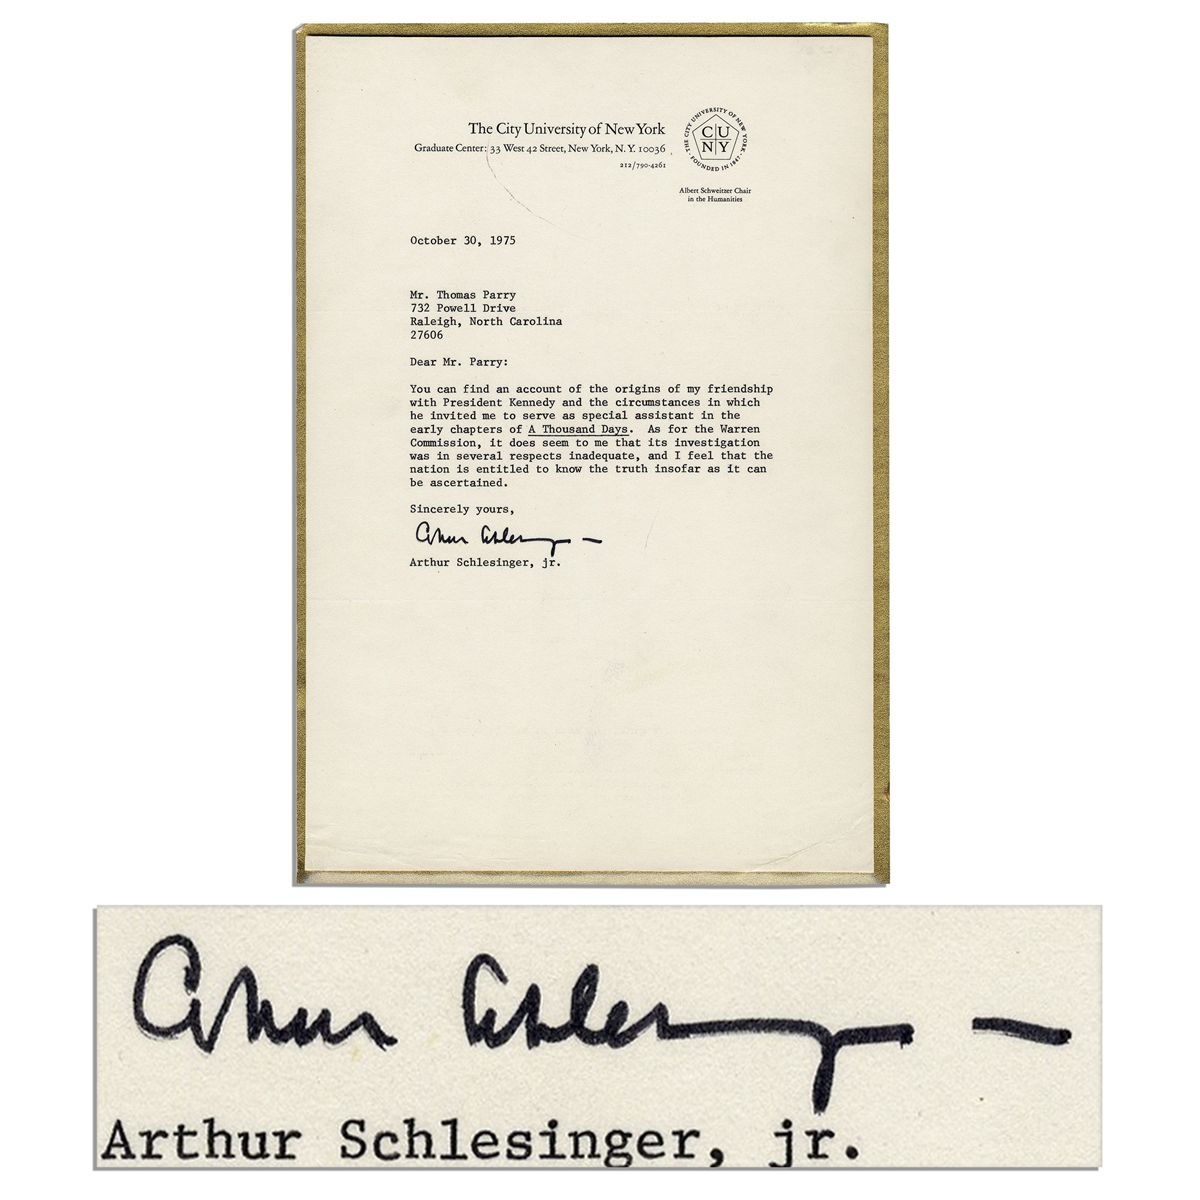 The City University of New York
Graduate Center: 33 West 42 Street, New York, N.Y. 10036
212/790-4261
THE CITY UNIVERSITY OF NEW YORK · FOUNDED IN 1847 ·
CU
NY
Albert Schweitzer Chair
in the Humanities
October 30, 1975
Mr. Thomas Parry
732 Powell Drive
Raleigh, North Carolina
27606
Dear Mr. Parry:
You can find an account of the origins of my friendship
with President Kennedy and the circumstances in which
he invited me to serve as special assistant in the
early chapters of A Thousand Days. As for the Warren
Commission, it does seem to me that its investigation
was in several respects inadequate, and I feel that the
nation is entitled to know the truth insofar as it can
be ascertained.
Sincerely yours,
Arthur Schlesinger
Arthur Schlesinger, jr.
Arthur Schlesinger
Arthur Schlesinger, jr.